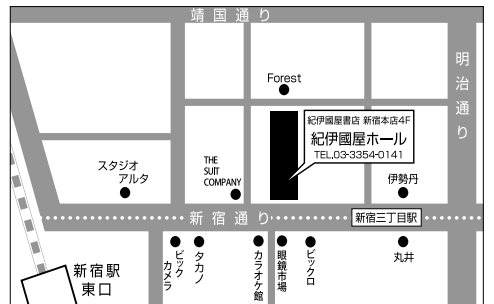 靖国通り
明治通り
Forest
紀伊國屋書店 新宿本店4F
紀伊國屋ホール
TEL.03-3354-0141
スタジオ
アルタ
THE
SUIT
COMPANY
伊勢丹
新宿通り
新宿三丁目駅
新宿駅
東口
ビック
カメラ
タカノ
カラオケ館
眼鏡市場
ビックロ
丸井